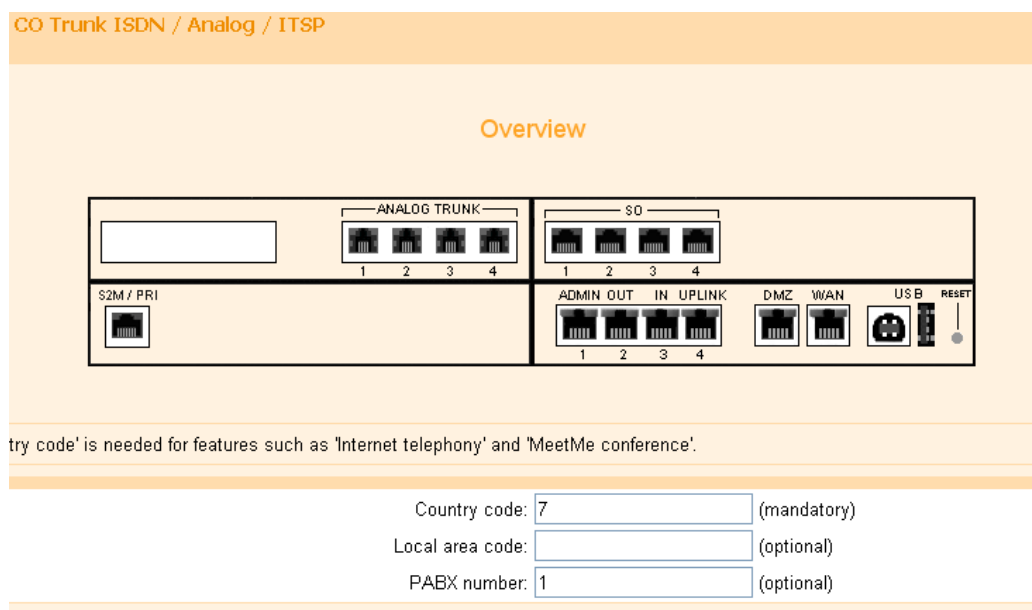 CO Trunk ISDN / Analog / ITSP
Overview
ANALOG TRUNK
S0
1 2 3 4
1 2 3 4
S2M / PRI
ADMIN OUT IN UPLINK DMZ WAN USB RESET
1 2 3 4
try code' is needed for features such as 'Internet telephony' and 'MeetMe conference'.
Country code: 7 (mandatory)
Local area code: (optional)
PABX number: 1 (optional)